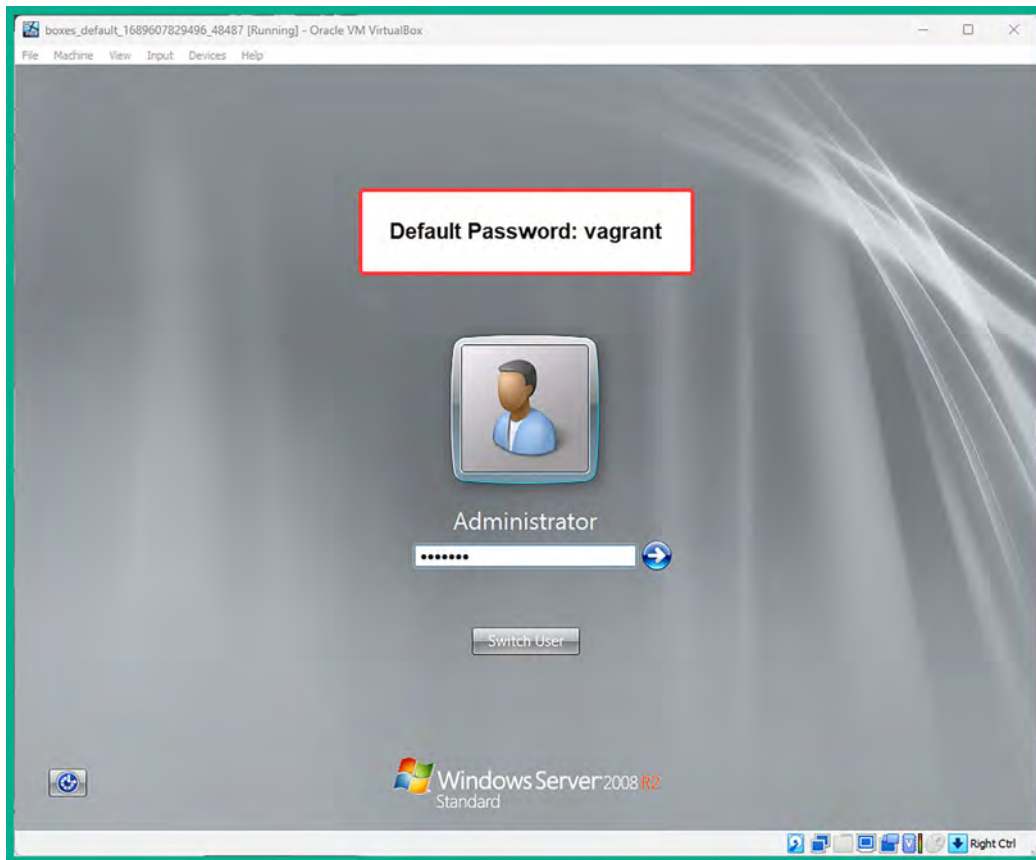 boxes_default_1689607829496_48487 [Running] - Oracle VM VirtualBox
File Machine View Input Devices Help
Default Password: vagrant
Administrator
Switch User
Windows Server 2008 R2
Standard
Right Ctrl